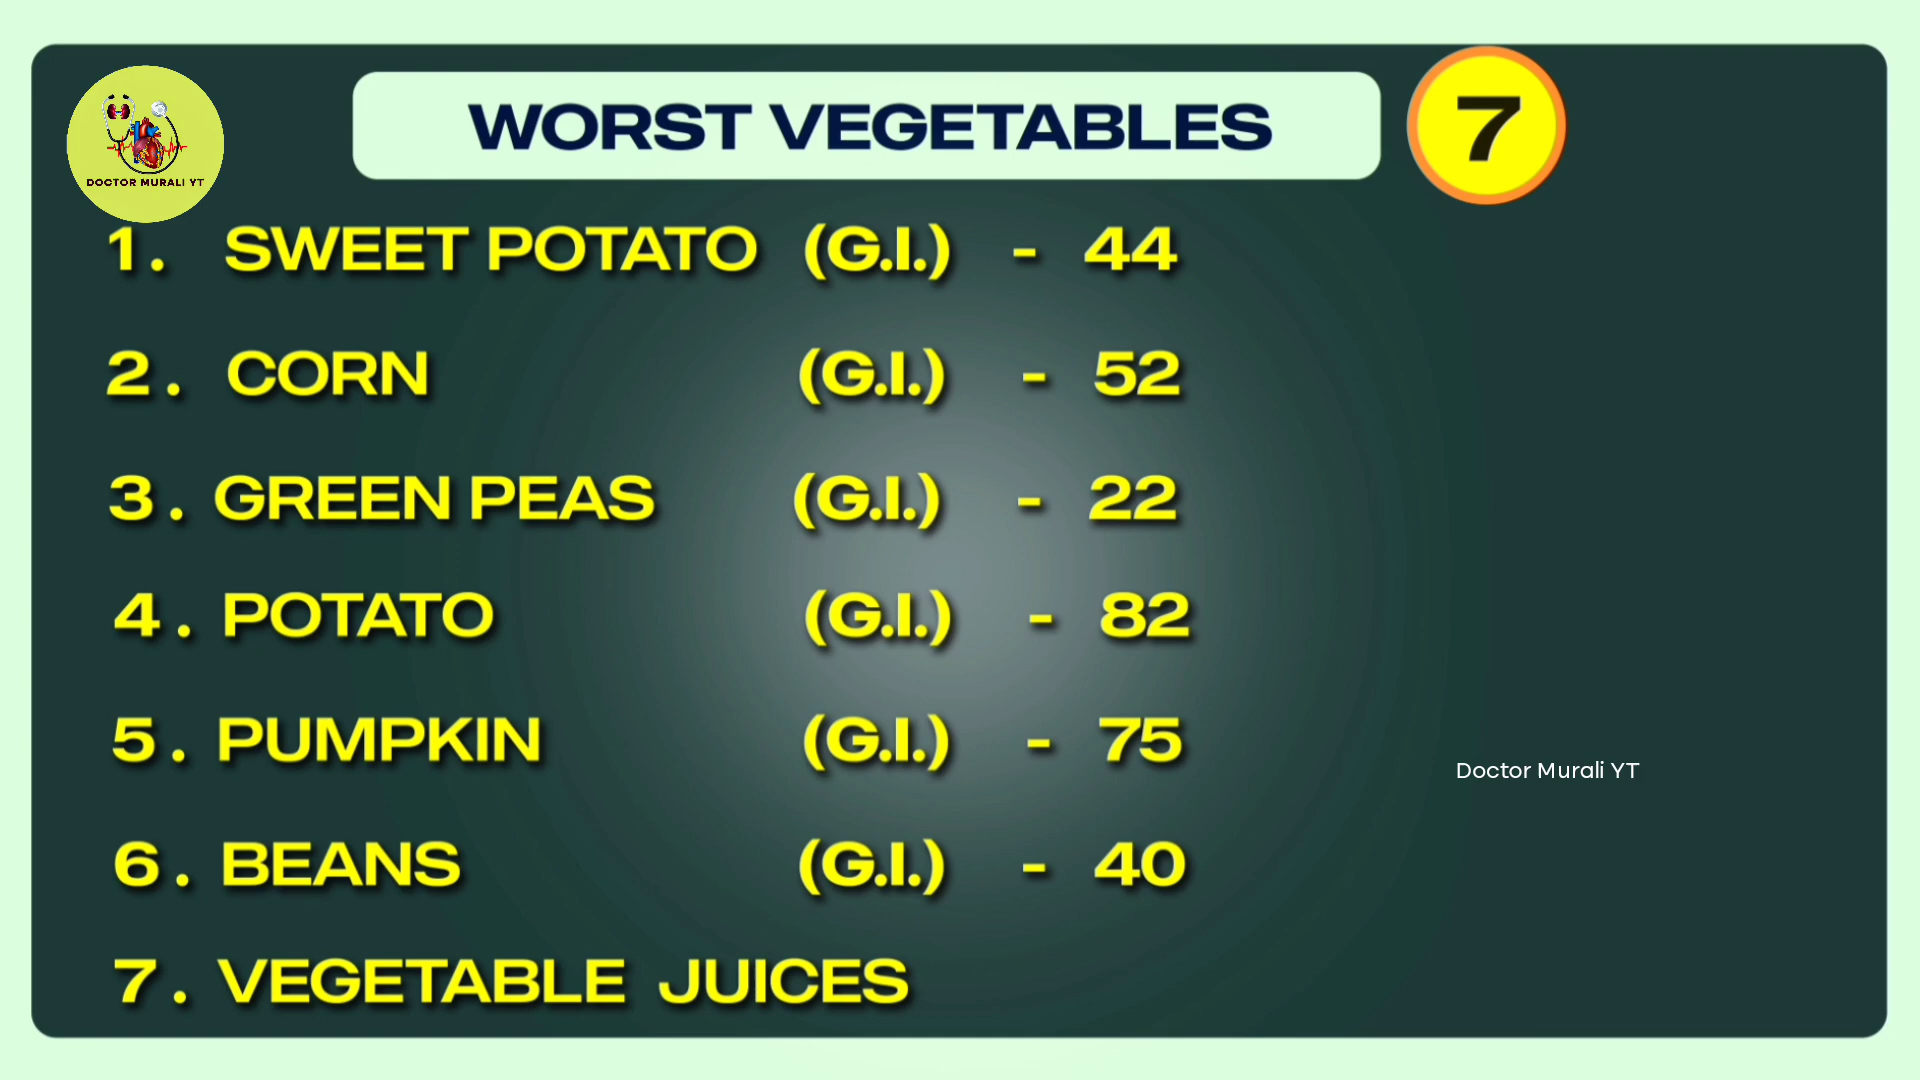 WORST VEGETABLES
7
DOCTOR MURALI YT
1. SWEET POTATO (G.I.) - 44
2. CORN (G.I.) - 52
3. GREEN PEAS (G.I.) - 22
4. POTATO (G.I.) - 82
5. PUMPKIN (G.I.) - 75
Doctor Murali YT
6. BEANS (G.I.) - 40
7. VEGETABLE JUICES